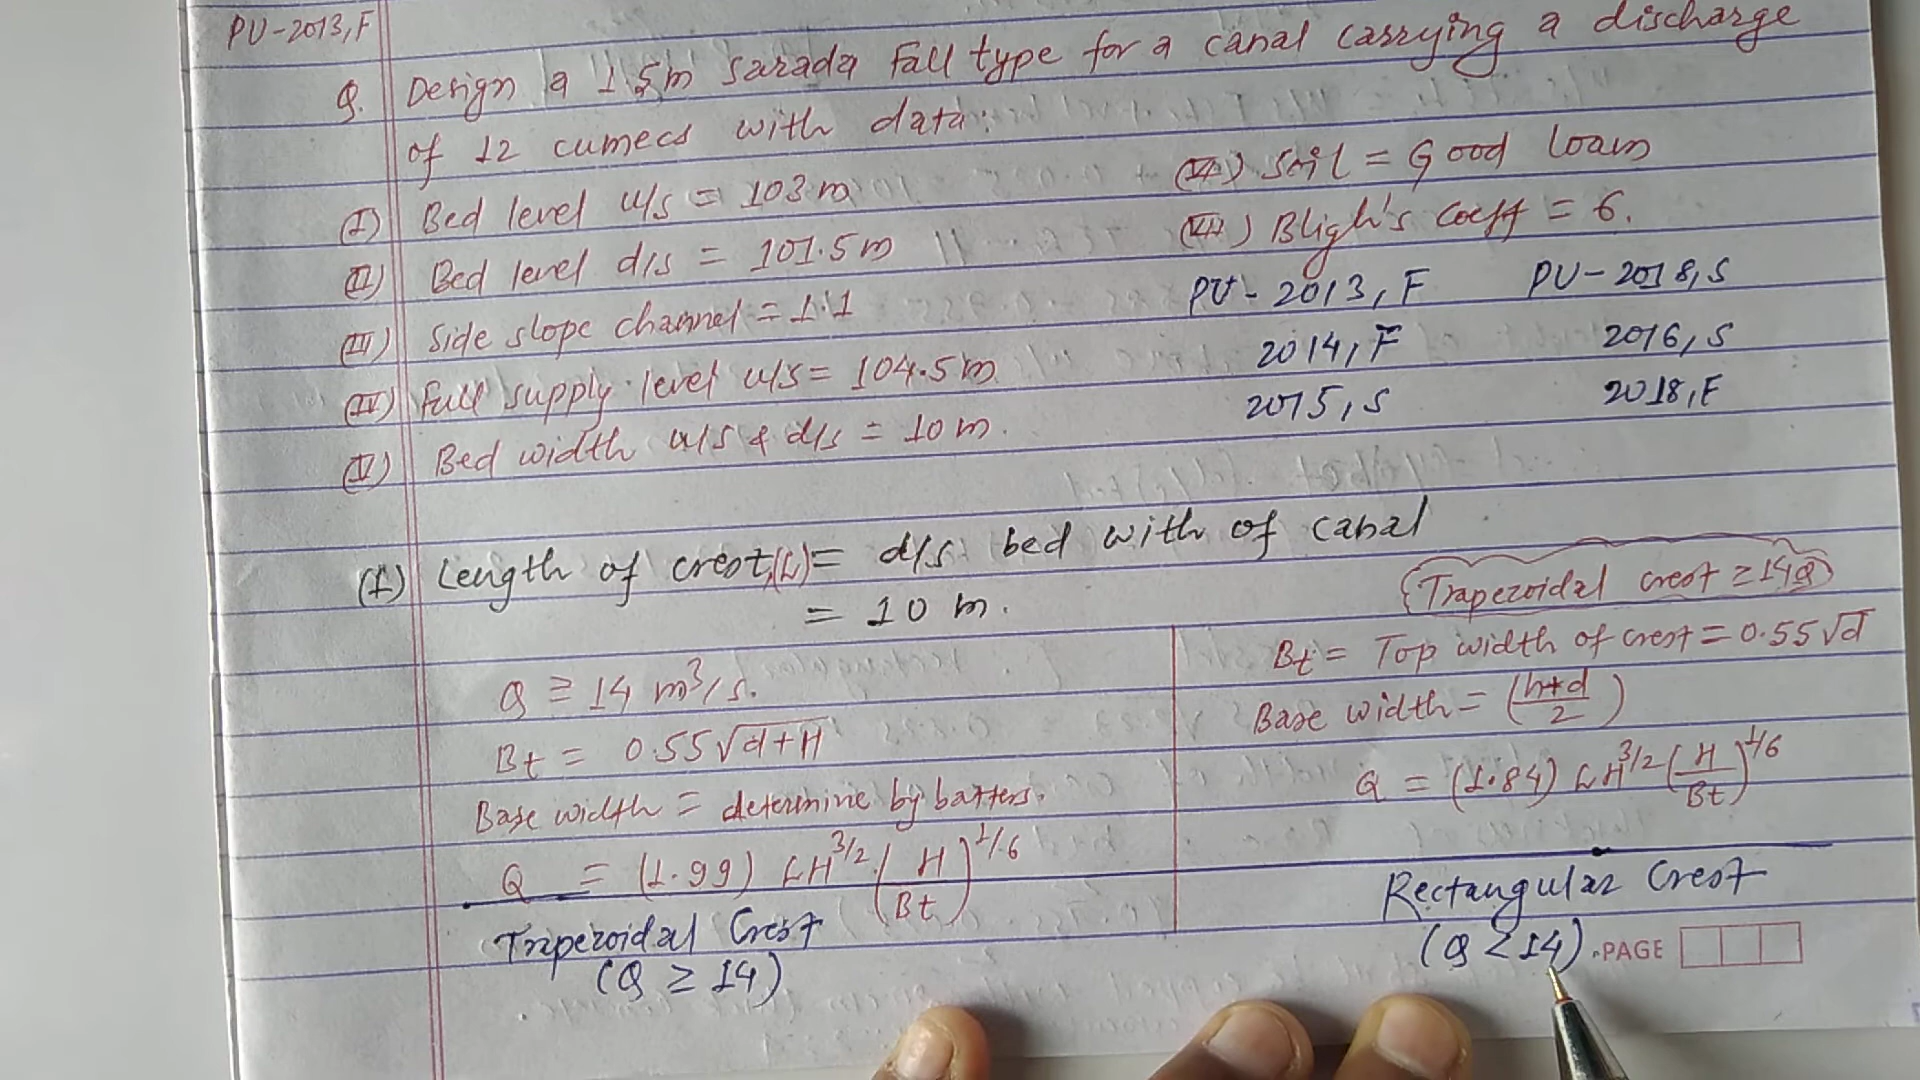 PU-2013,F
Q. Design a 1.5m sarada fall type for a canal carrying a discharge
of 12 cumecs with data:
(I) Bed level u/s = 103 m
(II) Bed level d/s = 101.5 m
(III) Side slope channel = 1:1
(IV) Full supply level u/s = 104.5 m
(V) Bed width u/s & d/s = 10 m.
(VI) Soil = Good loam
(VII) Bligh's Coeff = 6.
PU-2013, F PU-2018, S
2014, F 2016, S
2015, S 2018, F
(1) Length of crest,(L) = d/s bed with of canal
= 10 m.
Q ≥ 14 m³/s.
Bt = 0.55 √d+H
Base width = determine by batters.
Q = (1.99) LH^3/2 (H/Bt)^1/6
Trapezoidal Crest
(Q ≥ 14)
(Trapezoidal crest ≥ 14Q)
Bt = Top width of crest = 0.55 √d
Base width = (h+d/2)
Q = (1.84) LH^3/2 (H/Bt)^1/6
Rectangular Crest
(Q < 14)
PAGE